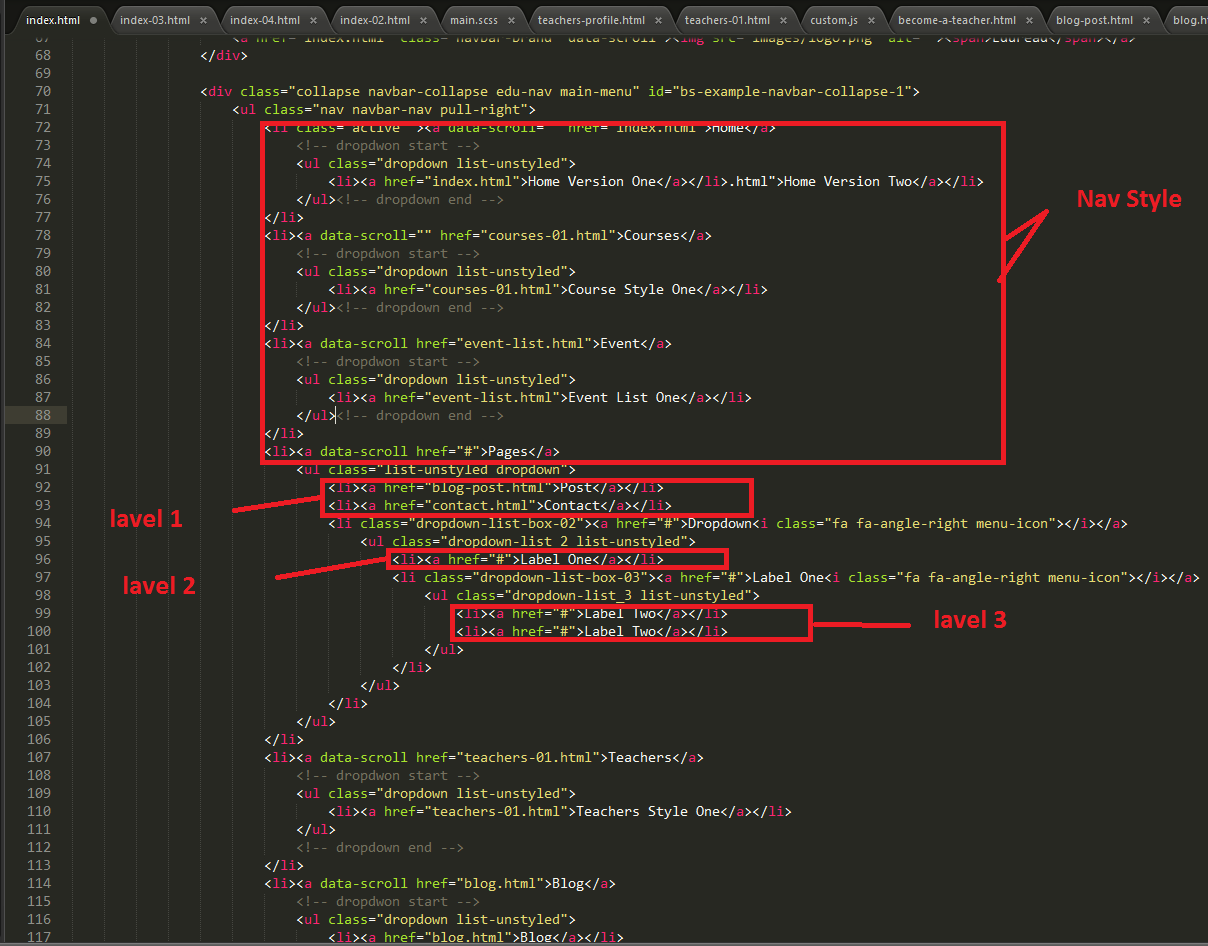 index.html index-03.html × index-04.html × index-02.html × main.scss × teachers-profile.html × teachers-01.html × custom.js × become-a-teacher.html × blog-post.html ×
68 </div>
69
70 <div class="collapse navbar-collapse edu-nav main-menu" id="bs-example-navbar-collapse-1">
71 <ul class="nav navbar-nav pull-right">
72 <li class="active" ><a data-scroll="" href="index.html">Home</a>
73 <!-- dropdwon start -->
74 <ul class="dropdown list-unstyled">
75 <li><a href="index.html">Home Version One</a></li>.html">Home Version Two</a></li>
76 </ul><!-- dropdown end -->
Nav Style
77 </li>
78 <li><a data-scroll="" href="courses-01.html">Courses</a>
79 <!-- dropdwon start -->
80 <ul class="dropdown list-unstyled">
81 <li><a href="courses-01.html">Course Style One</a></li>
82 </ul><!-- dropdown end -->
83 </li>
84 <li><a data-scroll href="event-list.html">Event</a>
85 <!-- dropdwon start -->
86 <ul class="dropdown list-unstyled">
87 <li><a href="event-list.html">Event List One</a></li>
88 </ul><!-- dropdown end -->
89 </li>
90 <li><a data-scroll href="#">Pages</a>
91 <ul class="list-unstyled dropdown">
92 <li><a href="blog-post.html">Post</a></li>
93 <li><a href="contact.html">Contact</a></li>
lavel 1
94 <li class="dropdown-list-box-02"><a href="#">Dropdown<i class="fa fa-angle-right menu-icon"></i></a>
95 <ul class="dropdown-list_2 list-unstyled">
96 <li><a href="#">Label One</a></li>
97 <li class="dropdown-list-box-03"><a href="#">Label One<i class="fa fa-angle-right menu-icon"></i></a>
lavel 2
98 <ul class="dropdown-list_3 list-unstyled">
99 <li><a href="#">Label Two</a></li>
lavel 3
100 <li><a href="#">Label Two</a></li>
101 </ul>
102 </li>
103 </ul>
104 </li>
105 </ul>
106 </li>
107 <li><a data-scroll href="teachers-01.html">Teachers</a>
108 <!-- dropdwon start -->
109 <ul class="dropdown list-unstyled">
110 <li><a href="teachers-01.html">Teachers Style One</a></li>
111 </ul>
112 <!-- dropdown end -->
113 </li>
114 <li><a data-scroll href="blog.html">Blog</a>
115 <!-- dropdwon start -->
116 <ul class="dropdown list-unstyled">
117 <li><a href="blog.html">Blog</a></li>